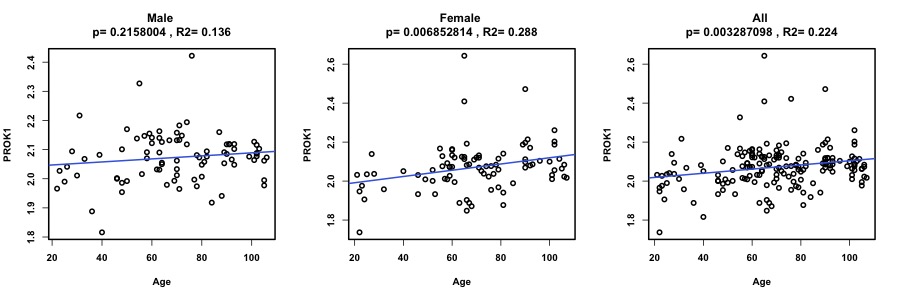 Male
p= 0.2158004 , R2= 0.136
PROK1
2.4
2.3
2.2
2.1
2.0
1.9
1.8
20 40 60 80 100
Age
Female
p= 0.006852814 , R2= 0.288
PROK1
2.6
2.4
2.2
2.0
1.8
20 40 60 80 100
Age
All
p= 0.003287098 , R2= 0.224
PROK1
2.6
2.4
2.2
2.0
1.8
20 40 60 80 100
Age